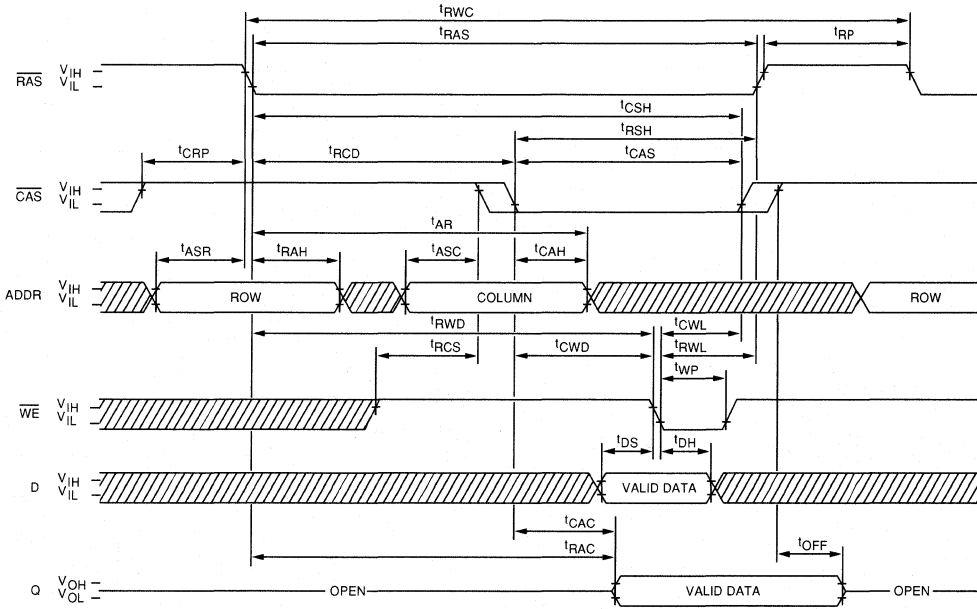 tRWC
tRAS
tRP
RAS VIH VIL
tCSH
tRSH
tCRP tRCD tCAS
CAS VIH VIL
tAR
tASR tRAH tASC tCAH
ADDR VIH VIL ROW COLUMN ROW
tRWD tCWL
tRCS tCWD tRWL
tWP
WE VIH VIL
tDS tDH
D VIH VIL VALID DATA
tCAC
tRAC tOFF
Q VOH VOL OPEN VALID DATA OPEN